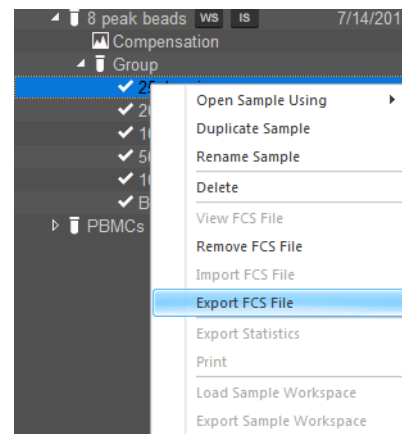 8 peak beads WS IS 7/14/201
Compensation
Group
Open Sample Using
Duplicate Sample
Rename Sample
Delete
View FCS File
Remove FCS File
PBMCs
Import FCS File
Export FCS File
Export Statistics
Print
Load Sample Workspace
Export Sample Workspace